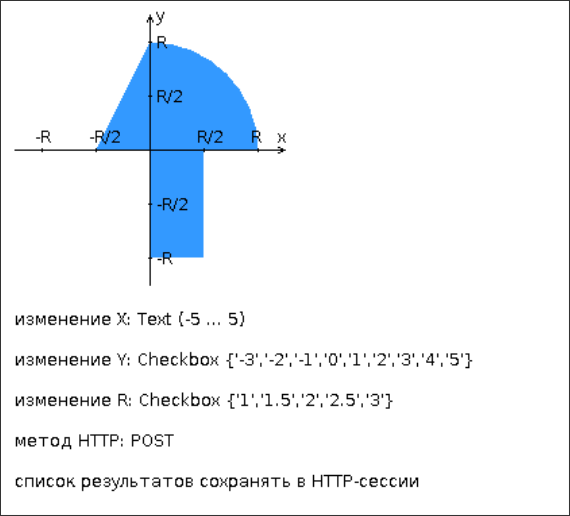 y
R
R/2
-R -R/2 R/2 R x
-R/2
-R
изменение X: Text (-5 ... 5)
изменение Y: Checkbox {'-3','-2','-1','0','1','2','3','4','5'}
изменение R: Checkbox {'1','1.5','2','2.5','3'}
метод HTTP: POST
список результатов сохранять в HTTP-сессии